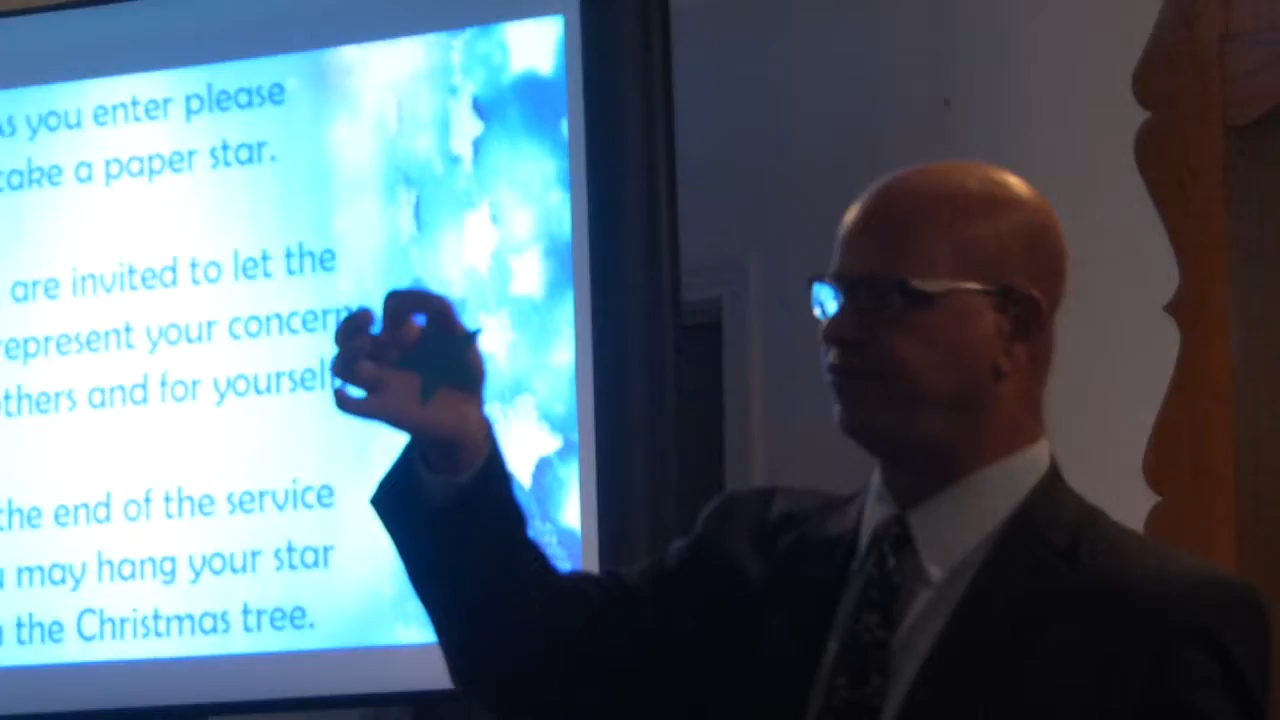 As you enter please
take a paper star.
are invited to let the
represent your concern
others and for yoursel
the end of the service
may hang your star
the Christmas tree.